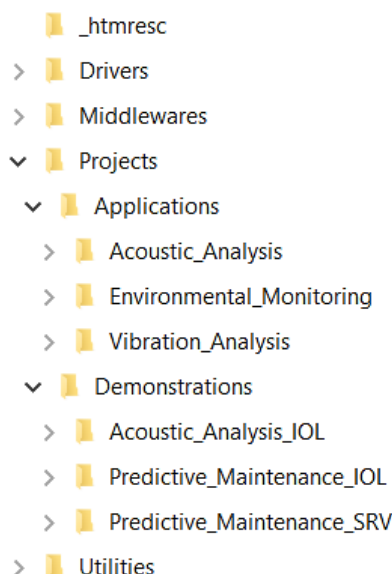 _htmresc
Drivers
Middlewares
Projects
Applications
Acoustic_Analysis
Environmental_Monitoring
Vibration_Analysis
Demonstrations
Acoustic_Analysis_IOL
Predictive_Maintenance_IOL
Predictive_Maintenance_SRV
Utilities